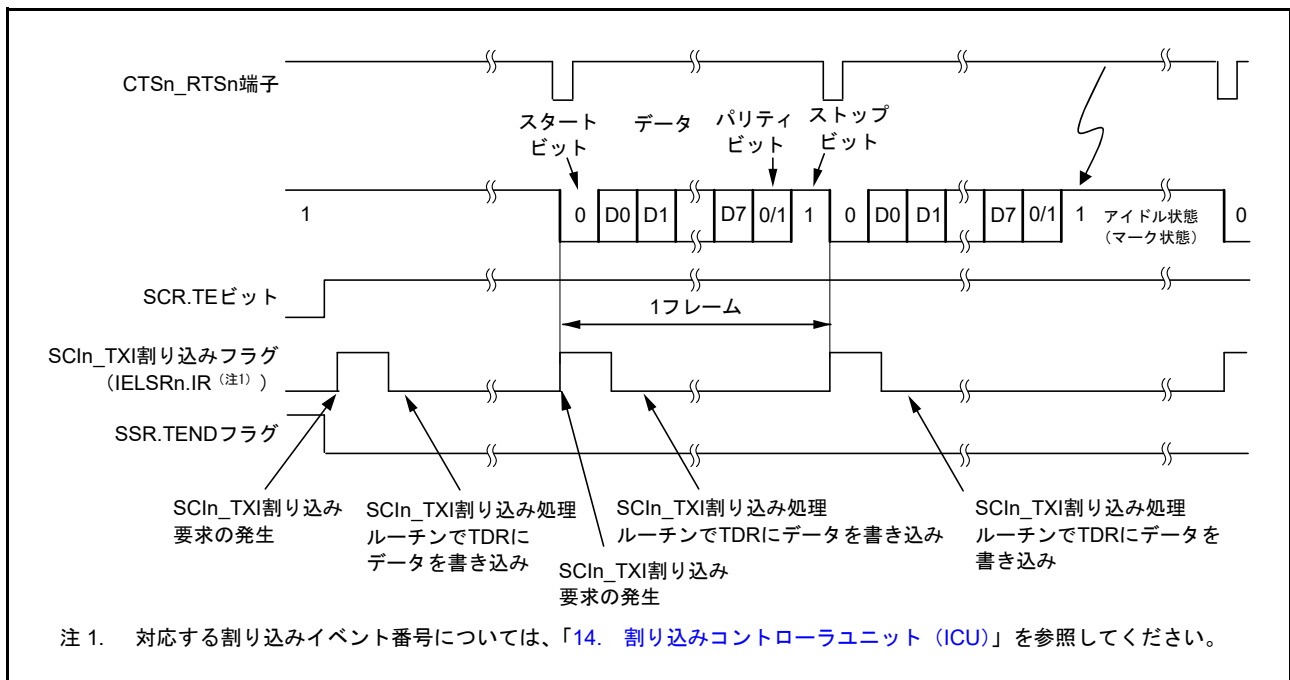 CTSn_RTSn端子
スタート
ビット
データ
パリティ
ビット
ストップ
ビット
1
0
D0
D1
D7
0/1
1
0
D0
D1
D7
0/1
1
アイドル状態
（マーク状態）
0
SCR.TEビット
1フレーム
SCIn_TXI割り込みフラグ
（IELSRn.IR（注1））
SSR.TENDフラグ
SCIn_TXI割り込み
要求の発生
SCIn_TXI割り込み処理
ルーチンでTDRに
データを書き込み
SCIn_TXI割り込み
要求の発生
SCIn_TXI割り込み処理
ルーチンでTDRにデータを書き込み
SCIn_TXI割り込み処理
ルーチンでTDRにデータを
書き込み
注 1. 対応する割り込みイベント番号については、「14. 割り込みコントローラユニット（ICU）」を参照してください。